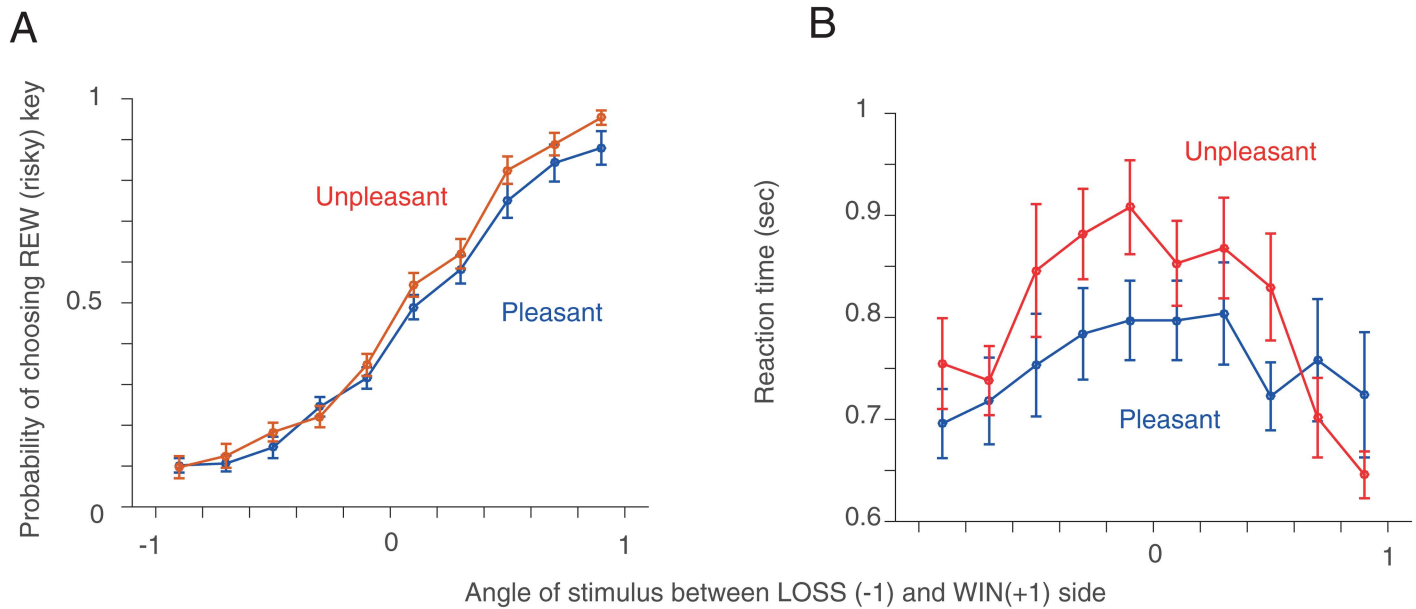 A
Probability of choosing REW (risky) key
1
0.5
0
Unpleasant
Pleasant
-1
0
1
B
Reaction time (sec)
1
0.9
0.8
0.7
0.6
Unpleasant
Pleasant
0
1
Angle of stimulus between LOSS (-1) and WIN(+1) side